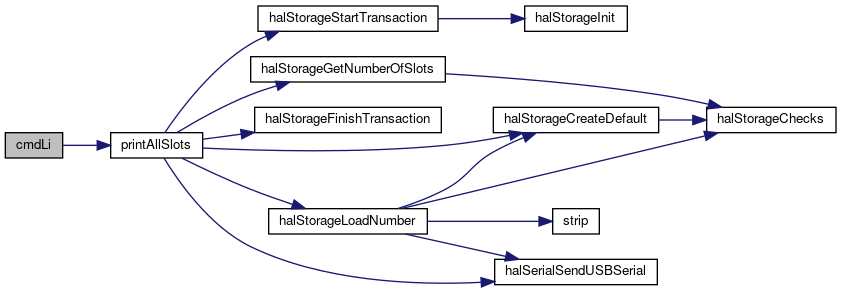 cmdLi
printAllSlots
halStorageStartTransaction
halStorageInit
halStorageGetNumberOfSlots
halStorageFinishTransaction
halStorageCreateDefault
halStorageChecks
halStorageLoadNumber
strip
halSerialSendUSBSerial